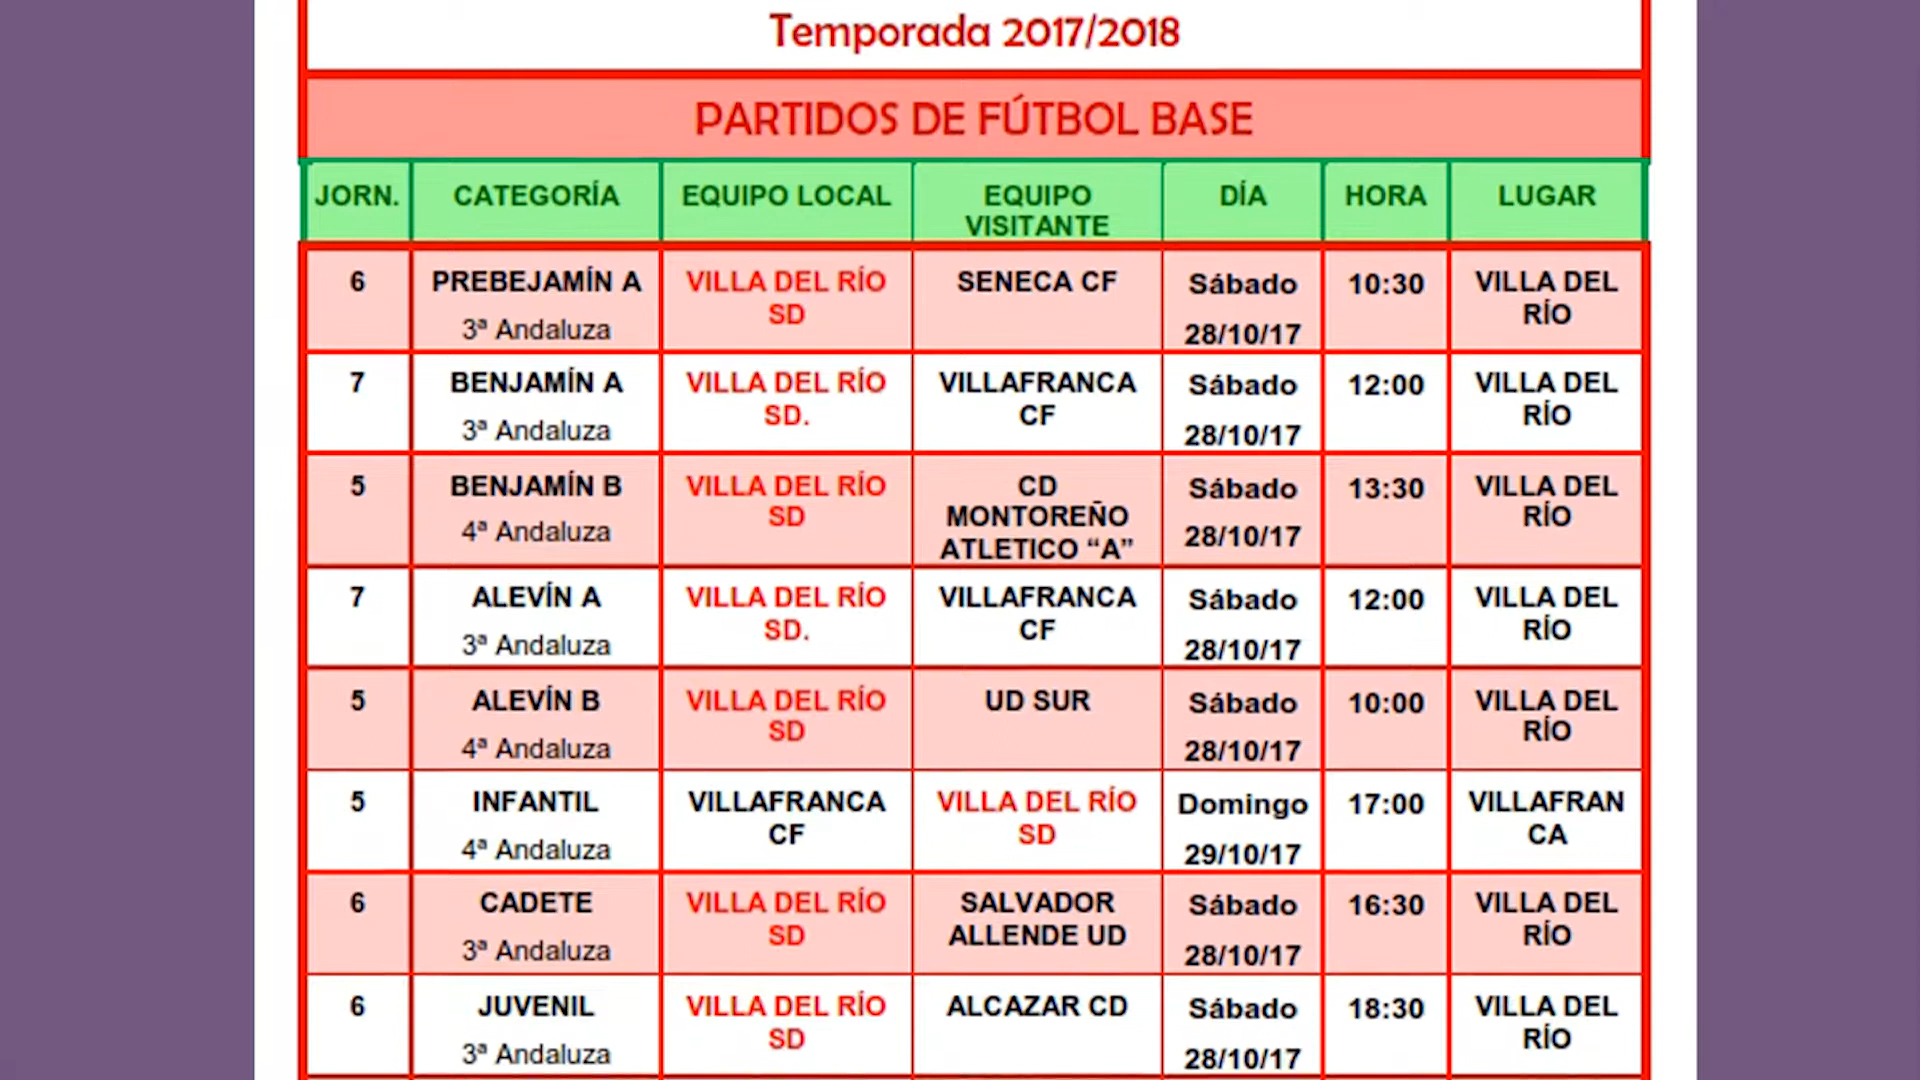 Temporada 2017/2018
PARTIDOS DE FÚTBOL BASE
JORN. CATEGORÍA EQUIPO LOCAL EQUIPO VISITANTE DÍA HORA LUGAR
6 PREBEJAMÍN A 3ª Andaluza VILLA DEL RÍO SD SENECA CF Sábado 28/10/17 10:30 VILLA DEL RÍO
7 BENJAMÍN A 3ª Andaluza VILLA DEL RÍO SD. VILLAFRANCA CF Sábado 28/10/17 12:00 VILLA DEL RÍO
5 BENJAMÍN B 4ª Andaluza VILLA DEL RÍO SD CD MONTOREÑO ATLETICO “A” Sábado 28/10/17 13:30 VILLA DEL RÍO
7 ALEVÍN A 3ª Andaluza VILLA DEL RÍO SD. VILLAFRANCA CF Sábado 28/10/17 12:00 VILLA DEL RÍO
5 ALEVÍN B 4ª Andaluza VILLA DEL RÍO SD UD SUR Sábado 28/10/17 10:00 VILLA DEL RÍO
5 INFANTIL 4ª Andaluza VILLAFRANCA CF VILLA DEL RÍO SD Domingo 29/10/17 17:00 VILLAFRAN CA
6 CADETE 3ª Andaluza VILLA DEL RÍO SD SALVADOR ALLENDE UD Sábado 28/10/17 16:30 VILLA DEL RÍO
6 JUVENIL 3ª Andaluza VILLA DEL RÍO SD ALCAZAR CD Sábado 28/10/17 18:30 VILLA DEL RÍO